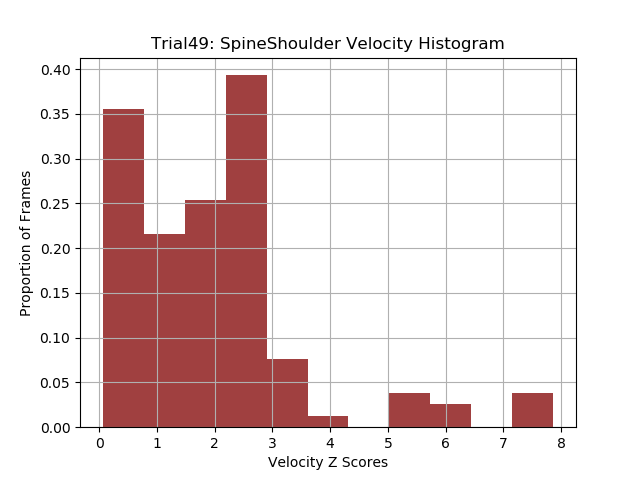 Trial49: SpineShoulder Velocity Histogram
0.40
0.35
0.30
0.25
0.20
0.15
0.10
0.05
0.00
Proportion of Frames
0 1 2 3 4 5 6 7 8
Velocity Z Scores